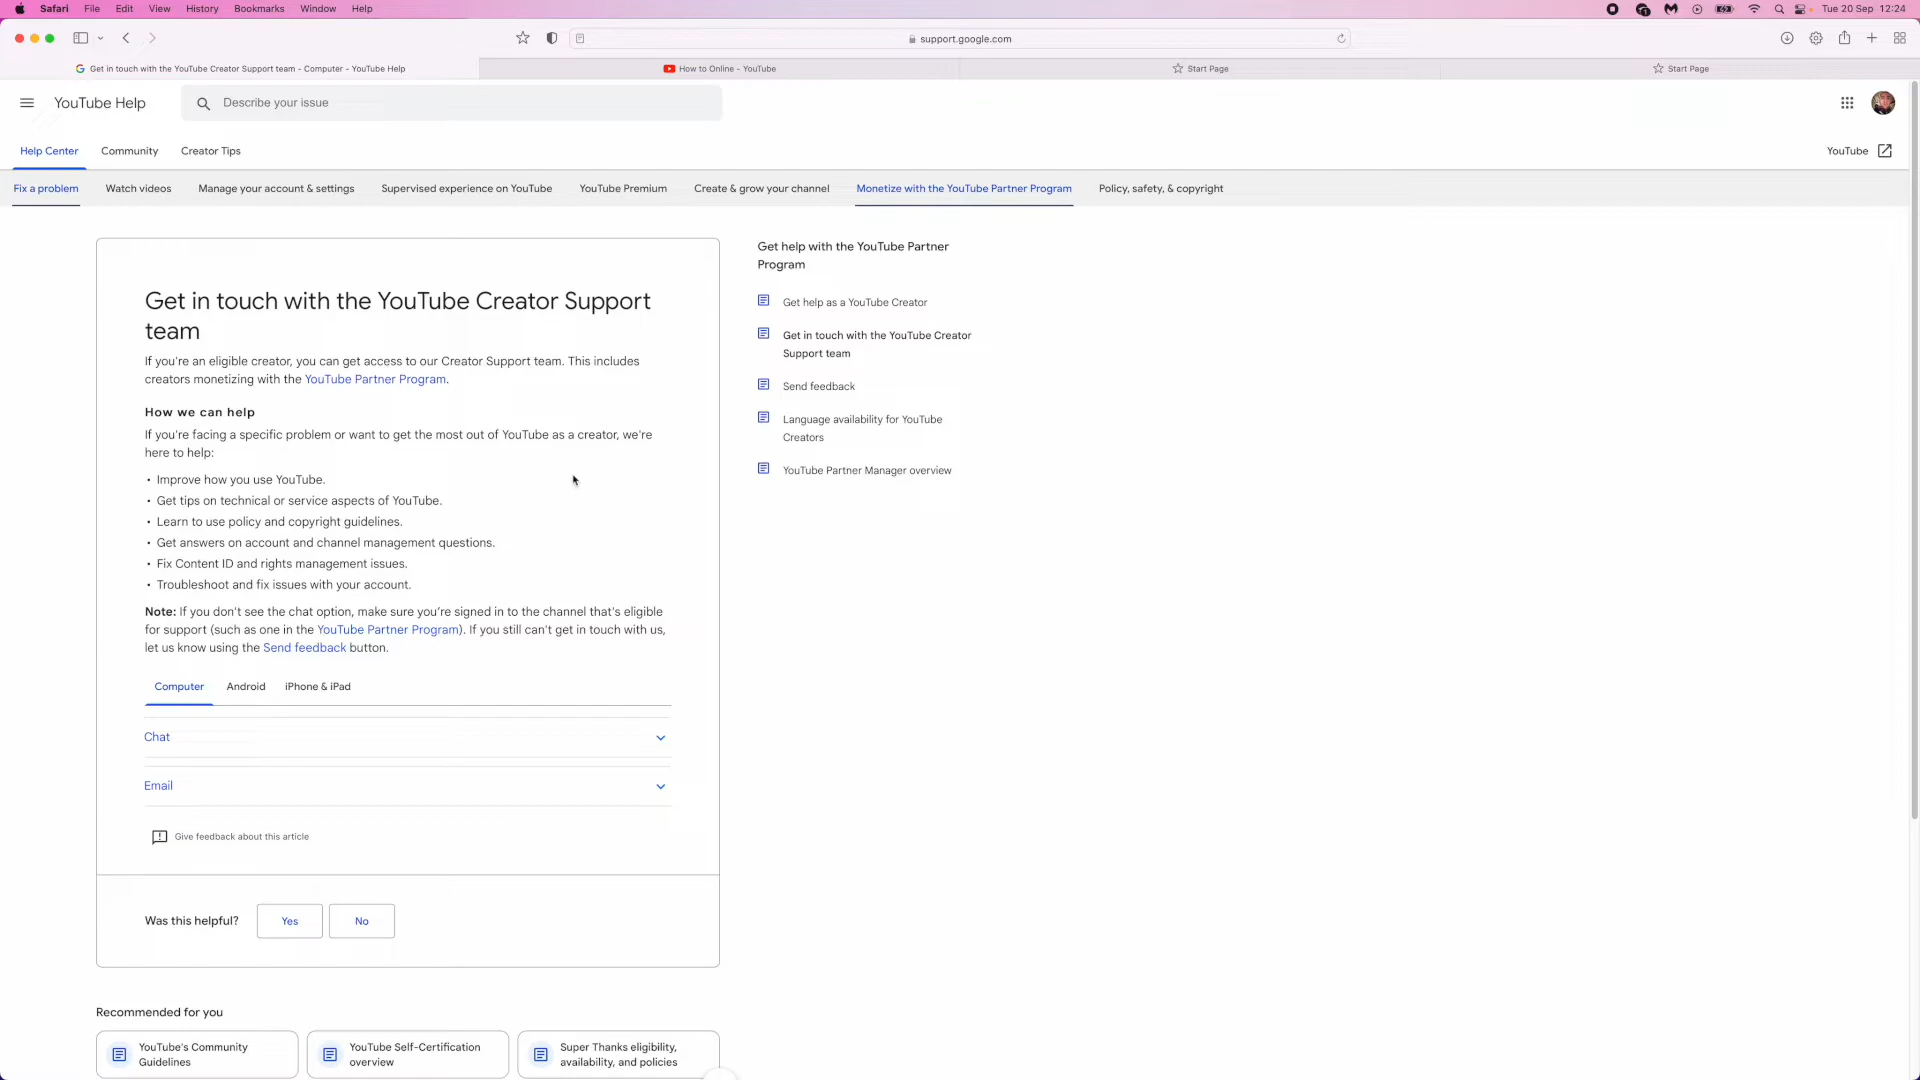 Safari File Edit View History Bookmarks Window Help Tue 20 Sep 12:24
support.google.com
Get in touch with the YouTube Creator Support team - Computer - YouTube Help
How to Online - YouTube
Start Page
Start Page
YouTube Help
Describe your issue
Help Center Community Creator Tips
YouTube
Fix a problem Watch videos Manage your account & settings Supervised experience on YouTube YouTube Premium Create & grow your channel Monetize with the YouTube Partner Program Policy, safety, & copyright
Get in touch with the YouTube Creator Support
team
If you're an eligible creator, you can get access to our Creator Support team. This includes
creators monetizing with the YouTube Partner Program.
How we can help
If you're facing a specific problem or want to get the most out of YouTube as a creator, we're
here to help:
• Improve how you use YouTube.
• Get tips on technical or service aspects of YouTube.
• Learn to use policy and copyright guidelines.
• Get answers on account and channel management questions.
• Fix Content ID and rights management issues.
• Troubleshoot and fix issues with your account.
Note: If you don't see the chat option, make sure you're signed in to the channel that's eligible
for support (such as one in the YouTube Partner Program). If you still can't get in touch with us,
let us know using the Send feedback button.
Computer Android iPhone & iPad
Chat
Email
Give feedback about this article
Was this helpful? Yes No
Get help with the YouTube Partner
Program
Get help as a YouTube Creator
Get in touch with the YouTube Creator
Support team
Send feedback
Language availability for YouTube
Creators
YouTube Partner Manager overview
Recommended for you
YouTube's Community
Guidelines
YouTube Self-Certification
overview
Super Thanks eligibility,
availability, and policies